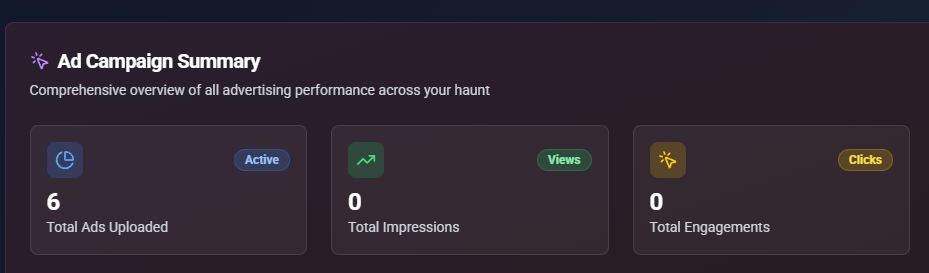 Ad Campaign Summary
Comprehensive overview of all advertising performance across your haunt
Active
6
Total Ads Uploaded
Views
0
Total Impressions
Clicks
0
Total Engagements